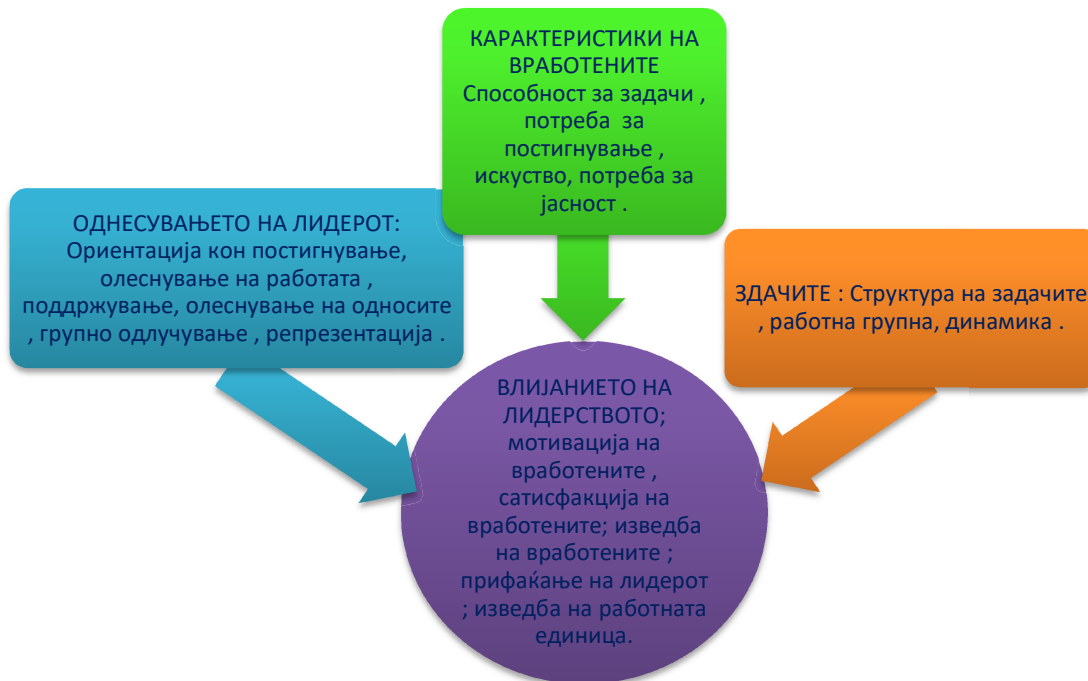 КАРАКТЕРИСТИКИ НА
ВРАБОТЕНИТЕ
Способност за задачи ,
потреба за
постигнување ,
искуство, потреба за
јасност .
ОДНЕСУВАЊЕТО НА ЛИДЕРОТ:
Ориентација кон постигнување,
олеснување на работата ,
поддржување, олеснување на односите
, групно одлучување , репрезентација .
ЗДАЧИТЕ : Структура на задачите
, работна групна, динамика .
ВЛИЈАНИЕТО НА
ЛИДЕРСТВОТО;
мотивација на
вработените ,
сатисфакција на
вработените; изведба
на вработените ;
прифаќање на лидерот
; изведба на работната
единица.